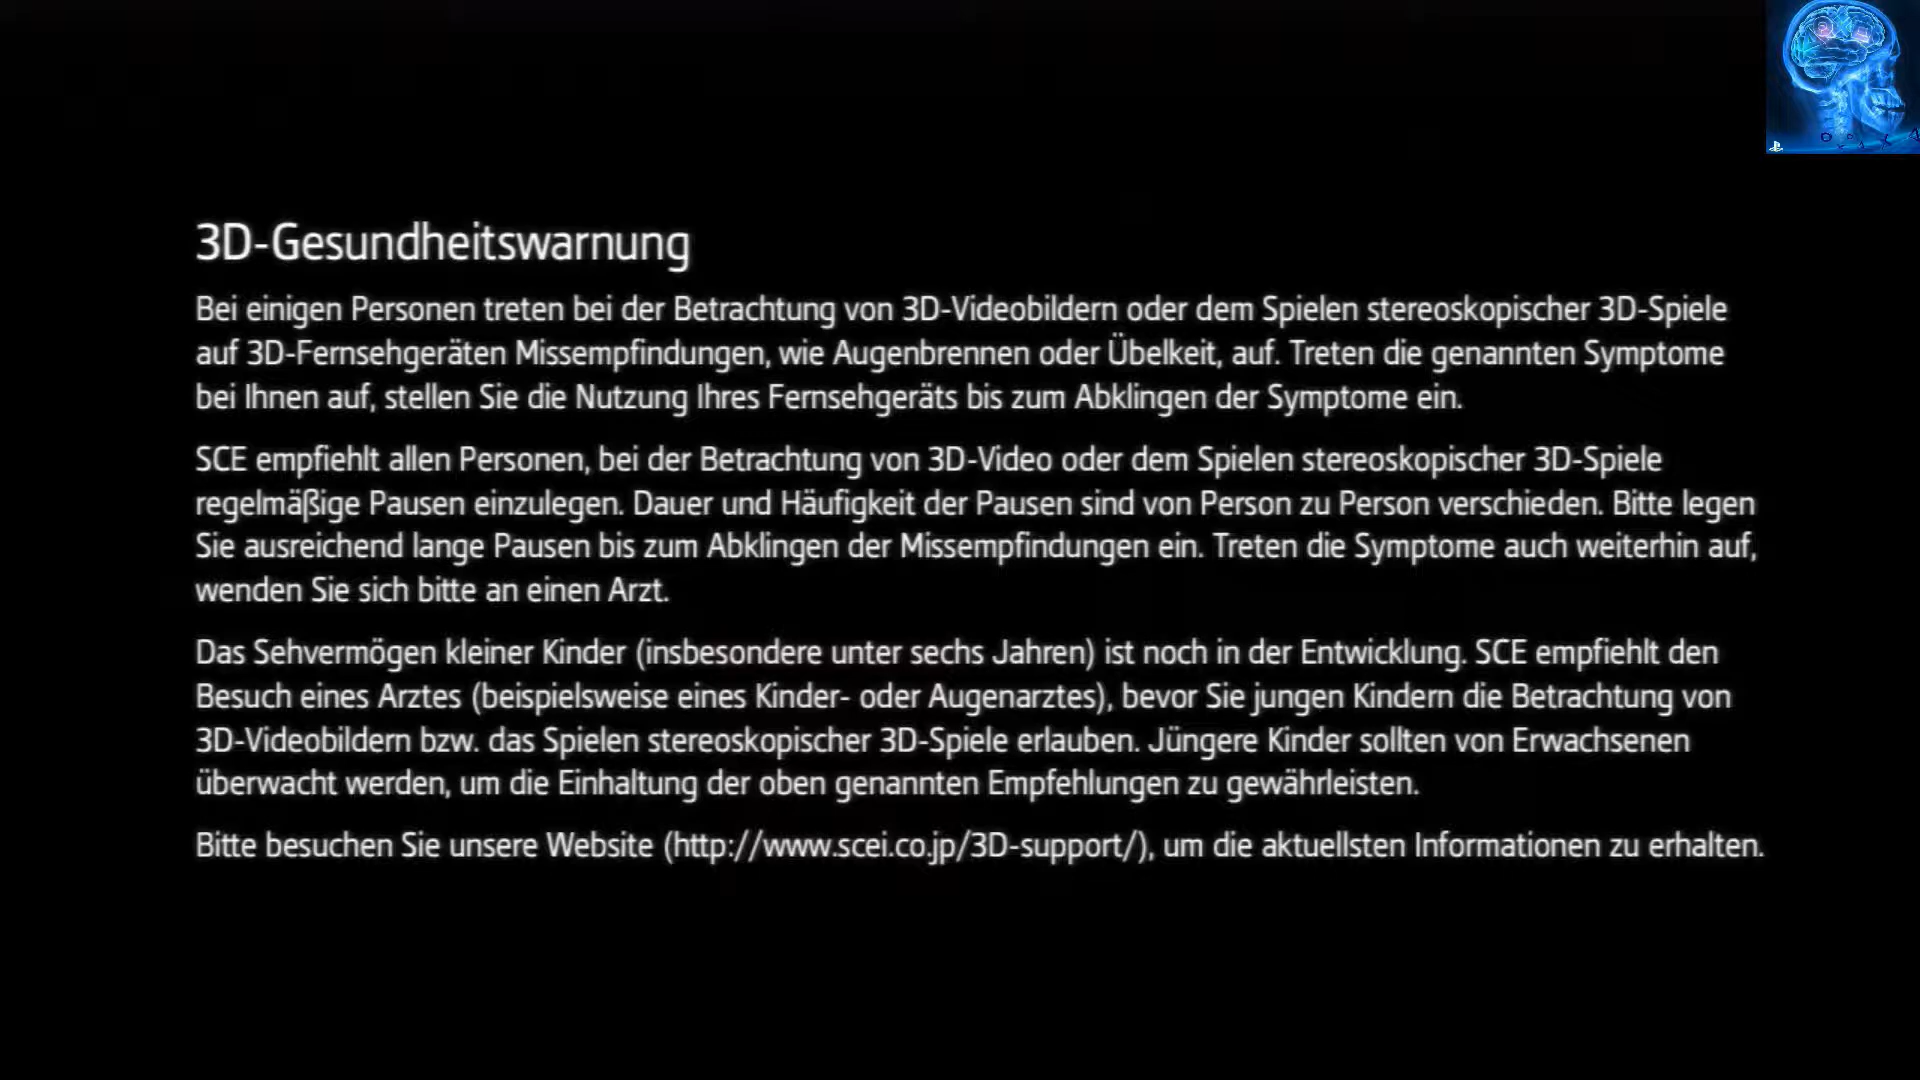 3D-Gesundheitswarnung
Bei einigen Personen treten bei der Betrachtung von 3D-Videobildern oder dem Spielen stereoskopischer 3D-Spiele
auf 3D-Fernsehgeräten Missempfindungen, wie Augenbrennen oder Übelkeit, auf. Treten die genannten Symptome
bei Ihnen auf, stellen Sie die Nutzung Ihres Fernsehgeräts bis zum Abklingen der Symptome ein.
SCE empfiehlt allen Personen, bei der Betrachtung von 3D-Video oder dem Spielen stereoskopischer 3D-Spiele
regelmäßige Pausen einzulegen. Dauer und Häufigkeit der Pausen sind von Person zu Person verschieden. Bitte legen
Sie ausreichend lange Pausen bis zum Abklingen der Missempfindungen ein. Treten die Symptome auch weiterhin auf,
wenden Sie sich bitte an einen Arzt.
Das Sehvermögen kleiner Kinder (insbesondere unter sechs Jahren) ist noch in der Entwicklung. SCE empfiehlt den
Besuch eines Arztes (beispielsweise eines Kinder- oder Augenarztes), bevor Sie jungen Kindern die Betrachtung von
3D-Videobildern bzw. das Spielen stereoskopischer 3D-Spiele erlauben. Jüngere Kinder sollten von Erwachsenen
überwacht werden, um die Einhaltung der oben genannten Empfehlungen zu gewährleisten.
Bitte besuchen Sie unsere Website (http://www.scei.co.jp/3D-support/), um die aktuellsten Informationen zu erhalten.